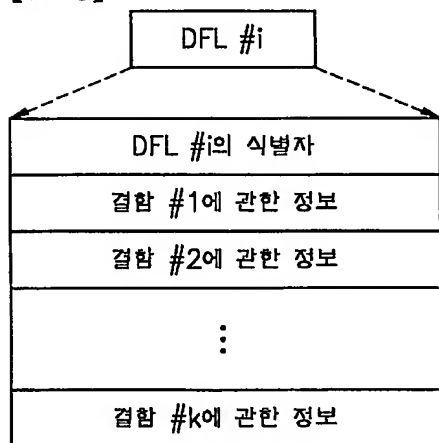 DFL #i
DFL #i의 식별자
결함 #1에 관한 정보
결함 #2에 관한 정보
⋮
결함 #k에 관한 정보